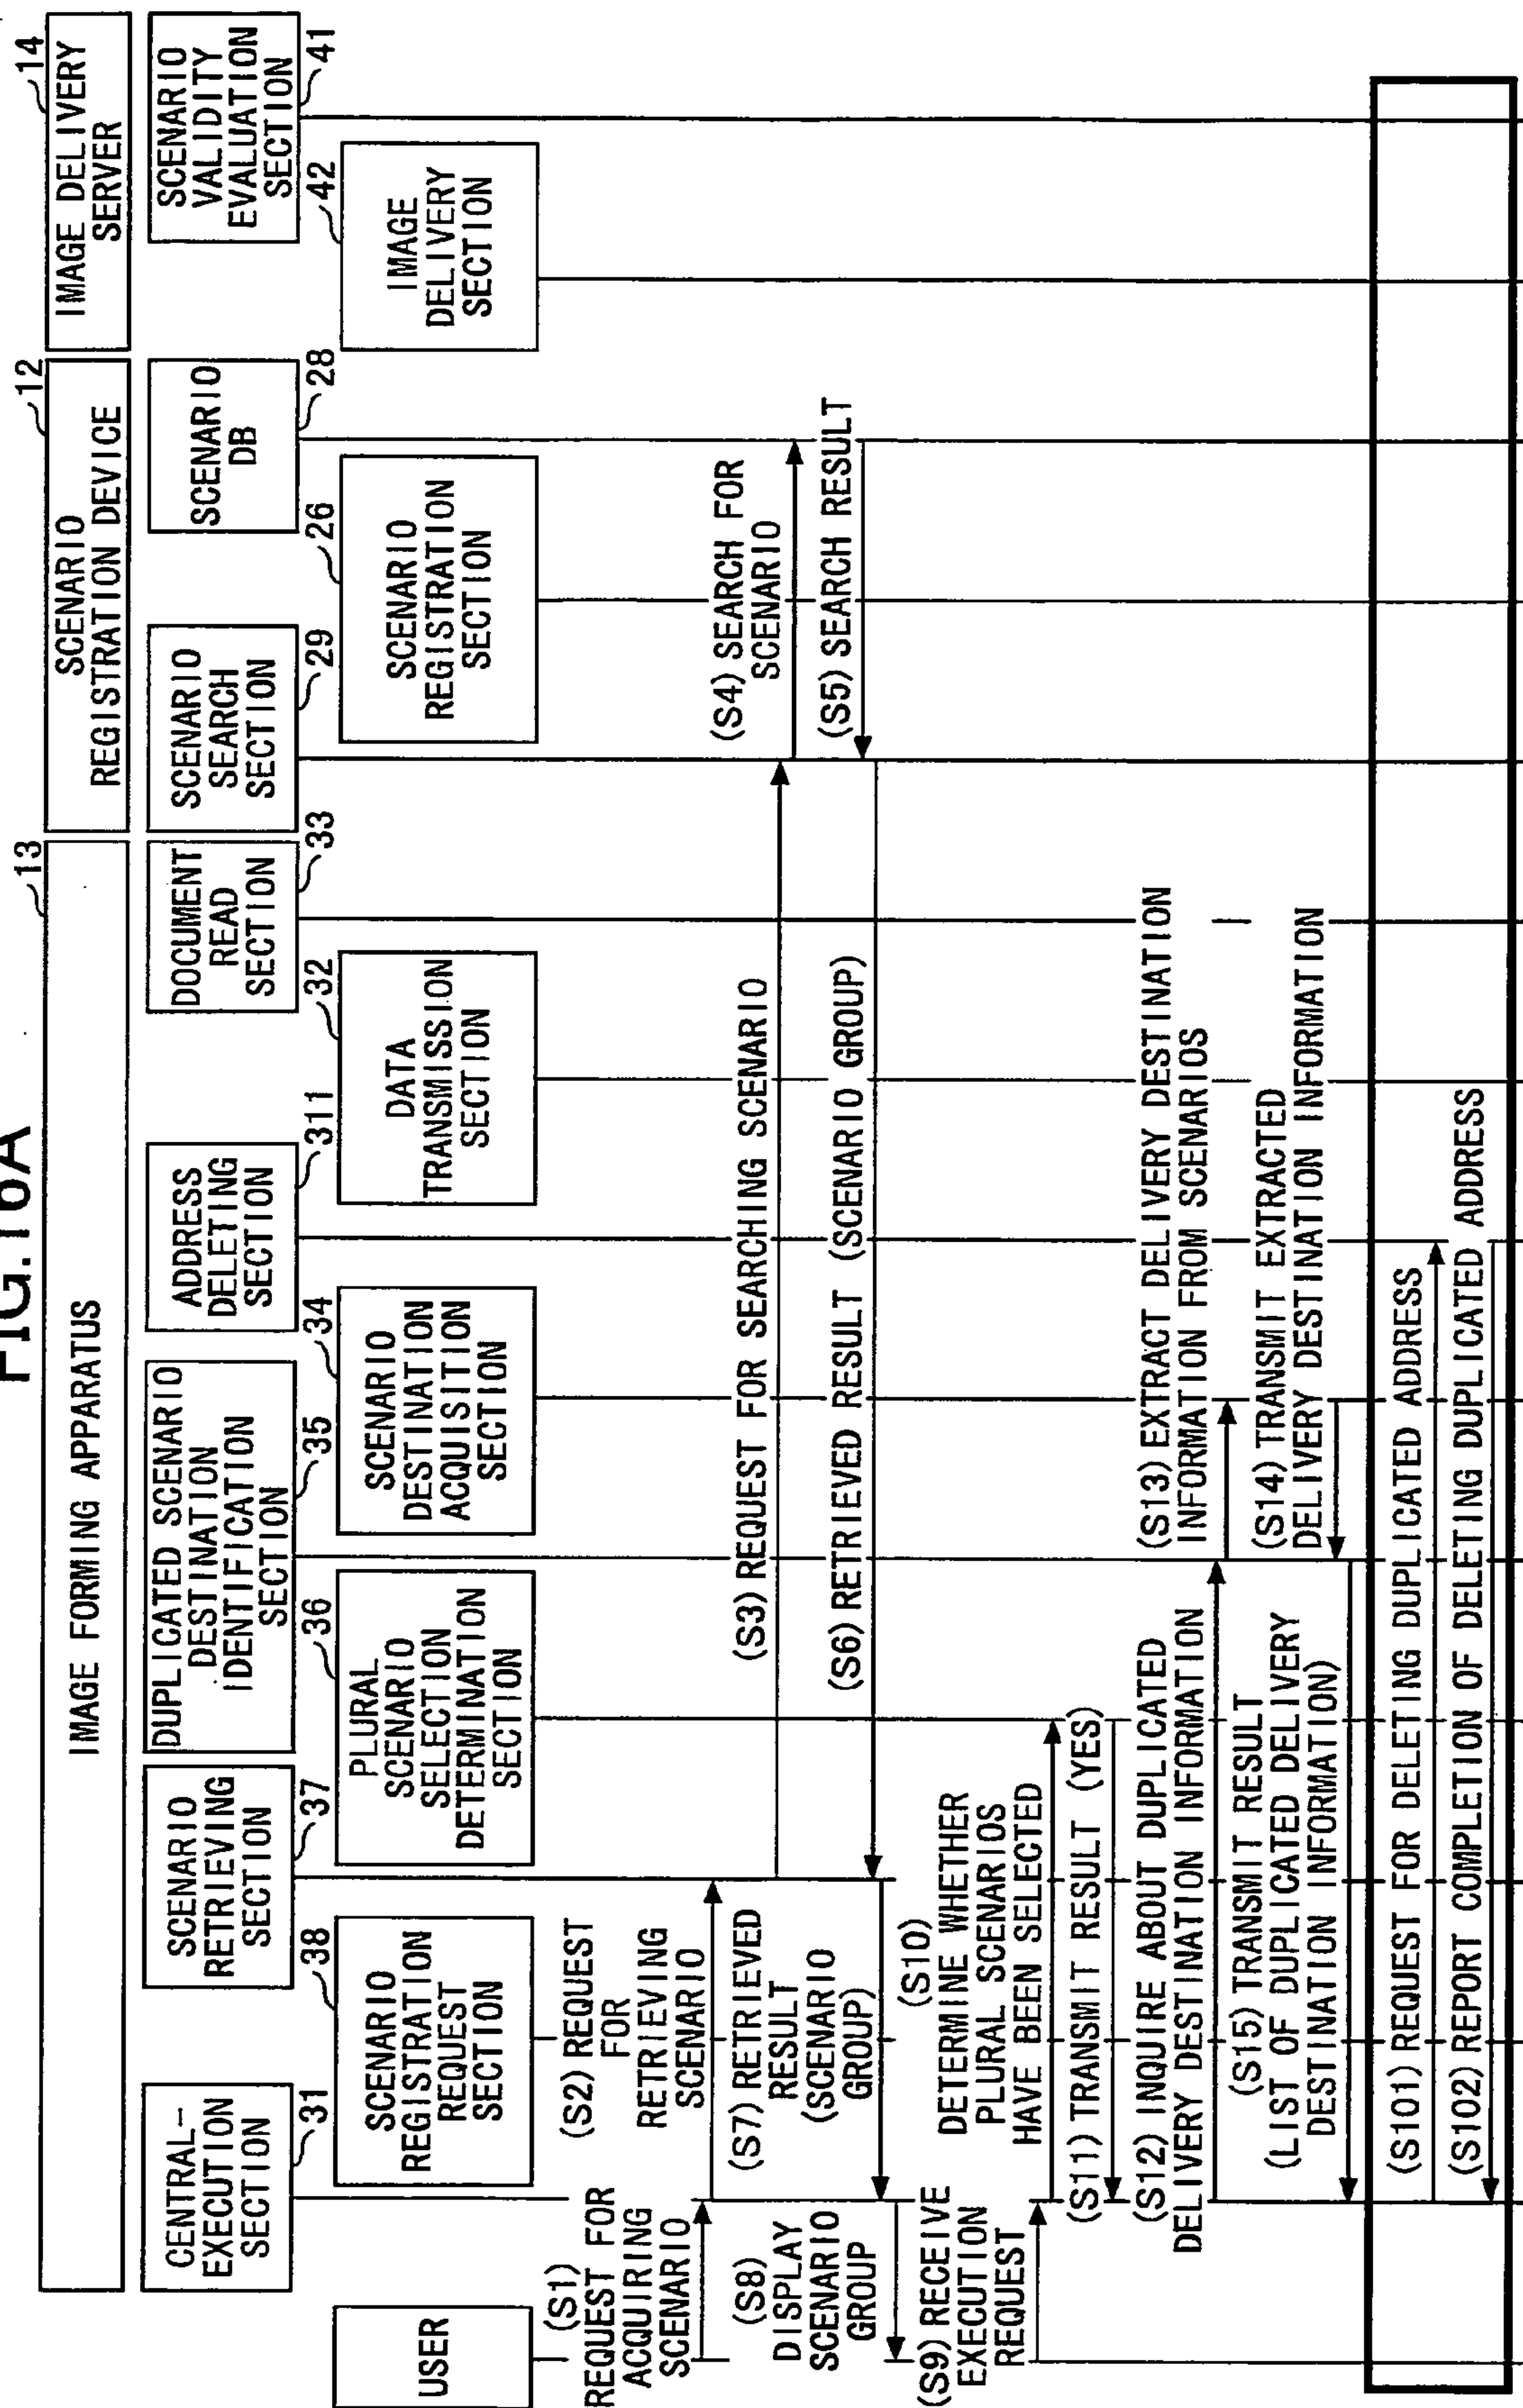 FIG.16A
13
IMAGE FORMING APPARATUS
12
SCENARIO
REGISTRATION DEVICE
14
IMAGE DELIVERY
SERVER
CENTRAL-
EXECUTION
SECTION
31
SCENARIO
RETRIEVING
SECTION
37
DUPLICATED SCENARIO
DESTINATION
IDENTIFICATION
SECTION
35
ADDRESS
DELETING
SECTION
311
DOCUMENT
READ
SECTION
33
SCENARIO
SEARCH
SECTION
29
SCENARIO
DB
28
SCENARIO
VALIDITY
EVALUATION
SECTION
41
USER
38
SCENARIO
REGISTRATION
REQUEST
SECTION
36
PLURAL
SCENARIO
SELECTION
DETERMINATION
SECTION
34
SCENARIO
DESTINATION
ACQUISITION
SECTION
32
DATA
TRANSMISSION
SECTION
26
SCENARIO
REGISTRATION
SECTION
42
IMAGE
DELIVERY
SECTION
(S1)
REQUEST FOR
ACQUIRING
SCENARIO
(S2) REQUEST
FOR
RETRIEVING
SCENARIO
(S3) REQUEST FOR SEARCHING SCENARIO
(S4) SEARCH FOR
SCENARIO
(S5) SEARCH RESULT
(S6) RETRIEVED RESULT (SCENARIO GROUP)
(S7) RETRIEVED
RESULT
(SCENARIO
GROUP)
(S8)
DISPLAY
SCENARIO
GROUP
(S9) RECEIVE
EXECUTION
REQUEST
(S10)
DETERMINE WHETHER
PLURAL SCENARIOS
HAVE BEEN SELECTED
(S11) TRANSMIT RESULT (YES)
(S12) INQUIRE ABOUT DUPLICATED
DELIVERY DESTINATION INFORMATION
(S13) EXTRACT DELIVERY DESTINATION
INFORMATION FROM SCENARIOS
(S14) TRANSMIT EXTRACTED
DELIVERY DESTINATION INFORMATION
(S15) TRANSMIT RESULT
(LIST OF DUPLICATED DELIVERY
DESTINATION INFORMATION)
(S101) REQUEST FOR DELETING DUPLICATED ADDRESS
(S102) REPORT COMPLETION OF DELETING DUPLICATED ADDRESS